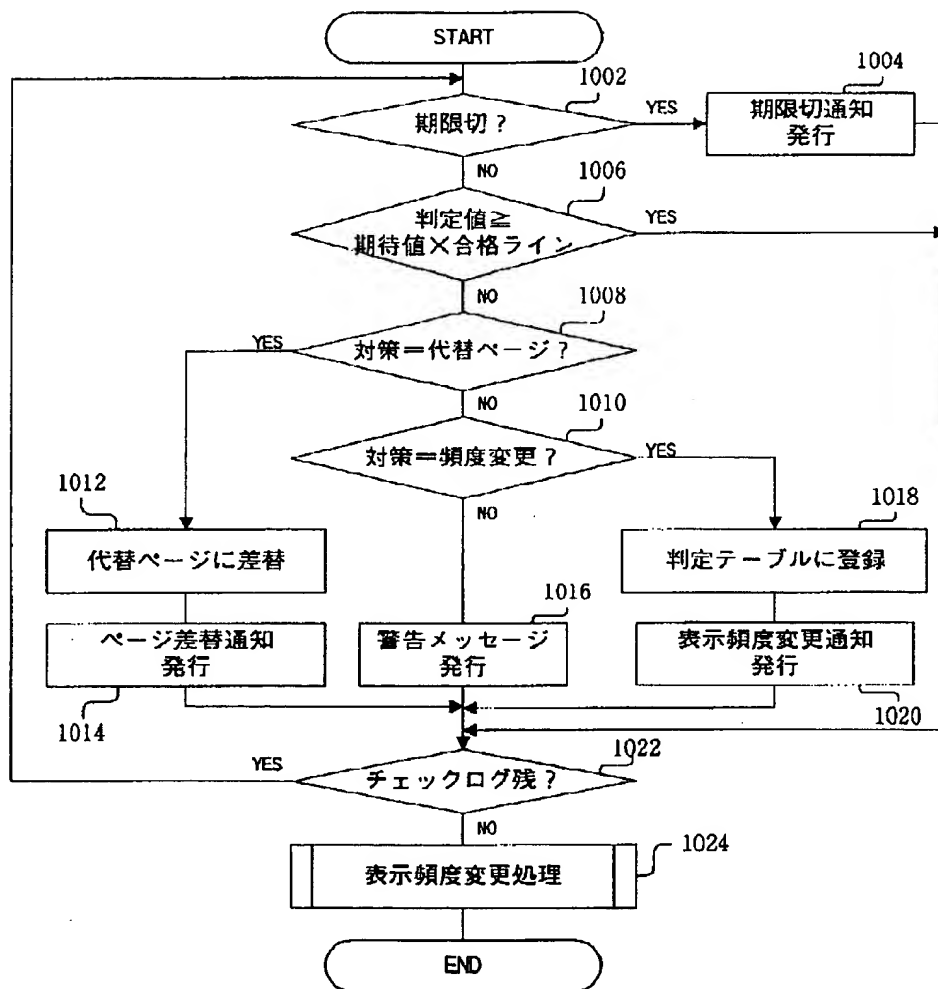 START
1002
期限切？
YES
1004
期限切通知
発行
NO
1006
判定値≧
期待値×合格ライン
YES
NO
1008
対策＝代替ページ？
YES
NO
1010
対策＝頻度変更？
YES
NO
1012
代替ページに差替
1018
判定テーブルに登録
ページ差替通知
発行
1014
1016
警告メッセージ
発行
表示頻度変更通知
発行
1020
1022
チェックログ残？
YES
NO
1024
表示頻度変更処理
END